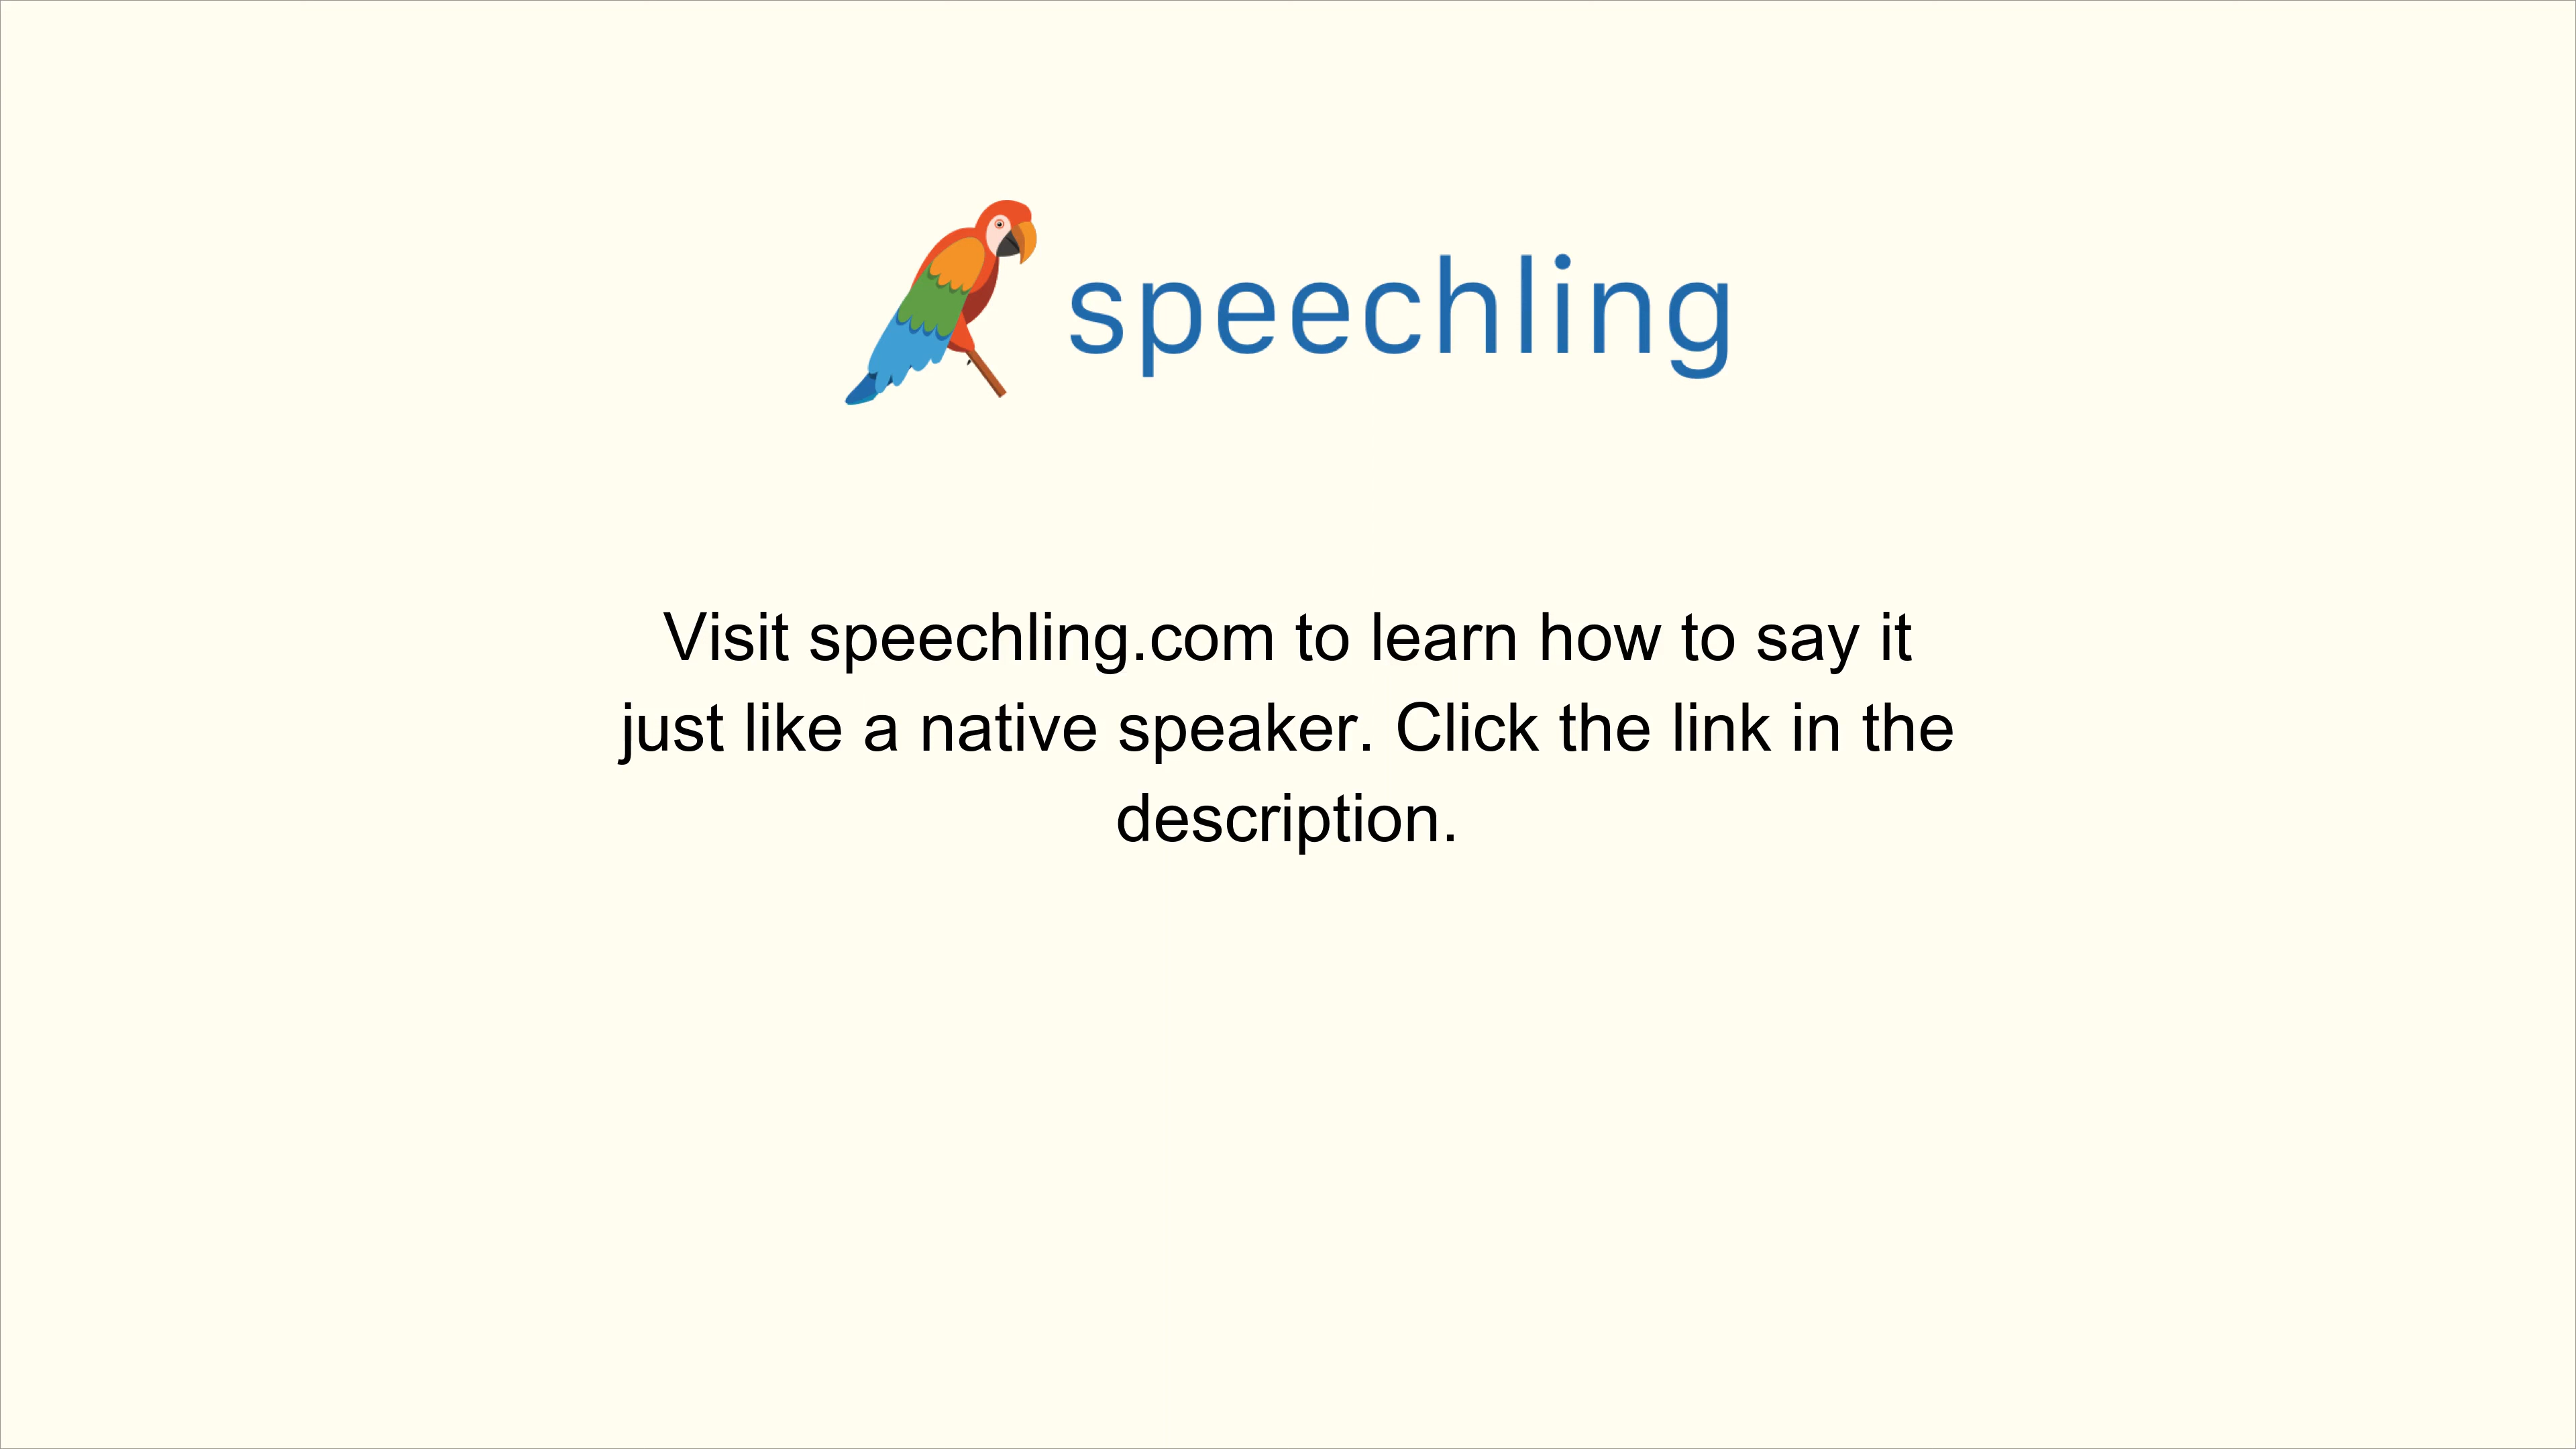 speechling
Visit speechling.com to learn how to say it
just like a native speaker. Click the link in the
description.